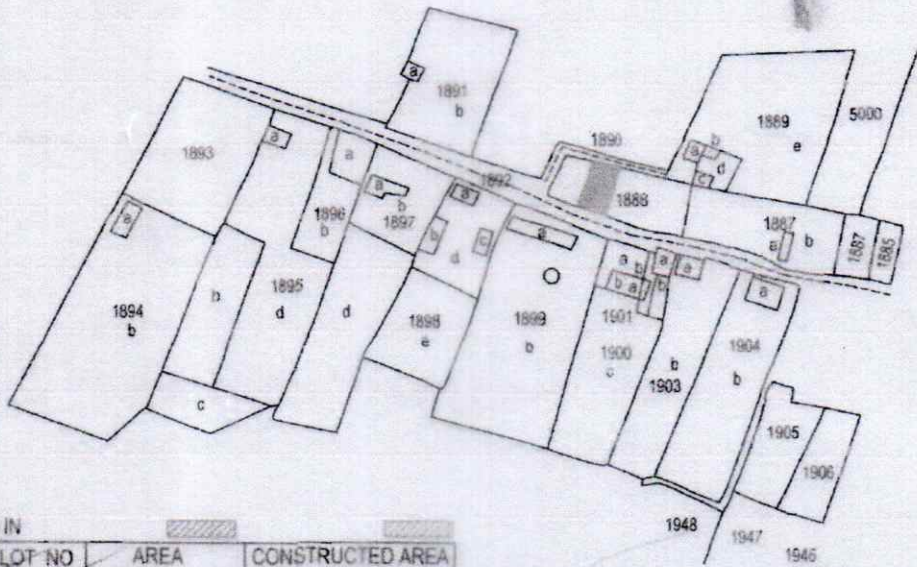 a
1891
b
1889
e
5000
1890
a
b
d
c
1893
a
a
1892
1888
a
b
1896
b
1897
a
b
c
d
1887
a
b
1887
1885
a
1894
b
b
1895
d
d
1898
e
a
1899
b
a
b
b
a
1901
1900
c
a
b
a
b
1903
a
1904
b
c
1905
1906
1948
1947
1946
IN
LOT NO AREA CONSTRUCTED AREA